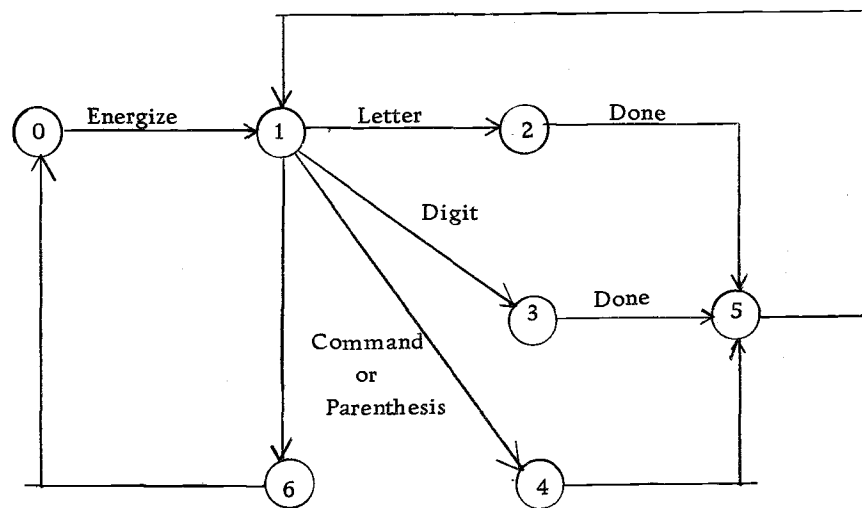 Energize
Letter
Done
0
1
2
Digit
Done
3
5
Command
or
Parenthesis
6
4